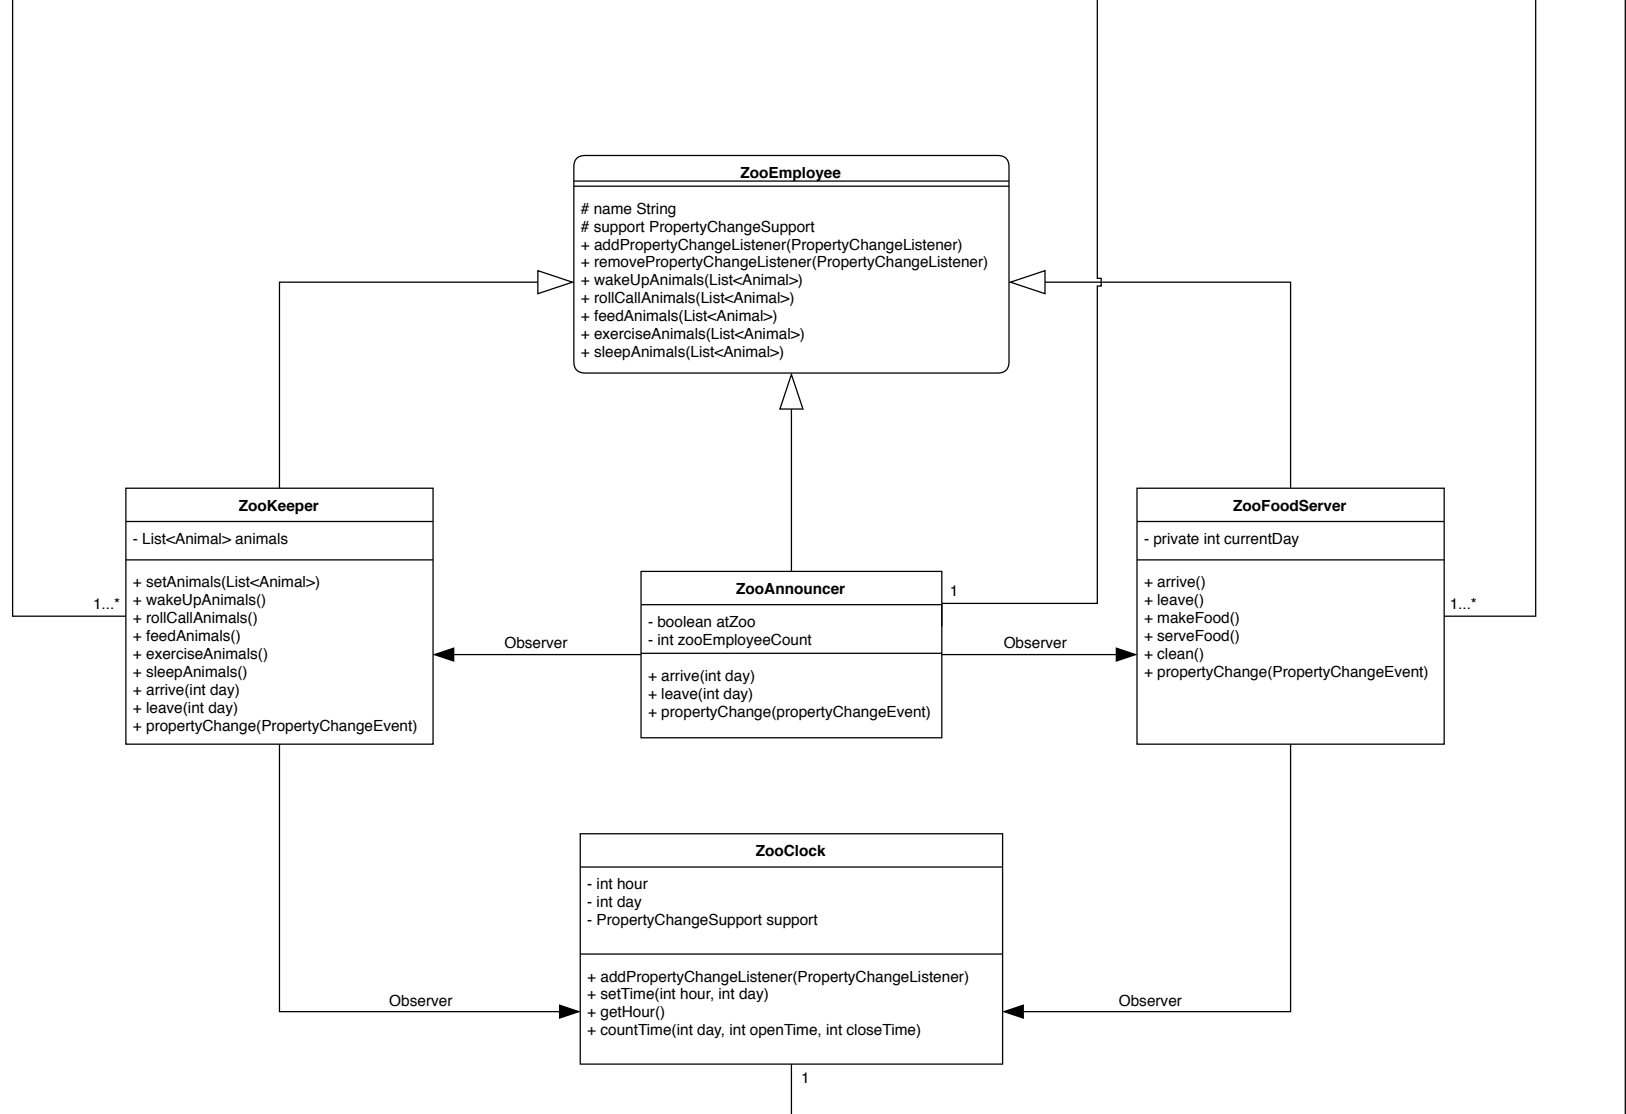 ZooEmployee
# name String
# support PropertyChangeSupport
+ addPropertyChangeListener(PropertyChangeListener)
+ removePropertyChangeListener(PropertyChangeListener)
+ wakeUpAnimals(List<Animal>)
+ rollCallAnimals(List<Animal>)
+ feedAnimals(List<Animal>)
+ exerciseAnimals(List<Animal>)
+ sleepAnimals(List<Animal>)
ZooKeeper
- List<Animal> animals
+ setAnimals(List<Animal>)
+ wakeUpAnimals()
+ rollCallAnimals()
+ feedAnimals()
+ exerciseAnimals()
+ sleepAnimals()
+ arrive(int day)
+ leave(int day)
+ propertyChange(PropertyChangeEvent)
1...*
Observer
ZooAnnouncer
- boolean atZoo
- int zooEmployeeCount
+ arrive(int day)
+ leave(int day)
+ propertyChange(propertyChangeEvent)
1
Observer
ZooFoodServer
- private int currentDay
+ arrive()
+ leave()
+ makeFood()
+ serveFood()
+ clean()
+ propertyChange(PropertyChangeEvent)
1...*
ZooClock
- int hour
- int day
- PropertyChangeSupport support
+ addPropertyChangeListener(PropertyChangeListener)
+ setTime(int hour, int day)
+ getHour()
+ countTime(int day, int openTime, int closeTime)
Observer
Observer
1